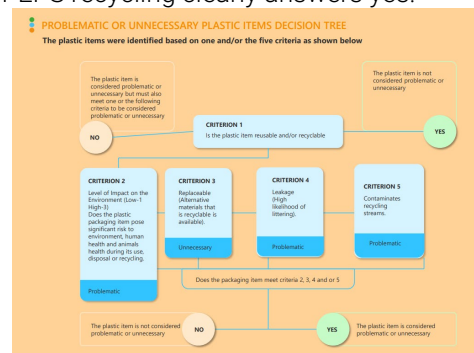 PROBLEMATIC OR UNNECESSARY PLASTIC ITEMS DECISION TREE
The plastic items were identified based on one and/or the five criteria as shown below
The plastic item is
considered problematic or
unnecessary but must also
meet one or the following
criteria to be considered
problematic or unnecessary
The plastic item is not
considered problematic or
unnecessary
NO
CRITERION 1
Is the plastic item reusable and/or recyclable
YES
CRITERION 2
Level of Impact on the
Environment (Low-1
High-3)
Does the plastic
packaging item pose
significant risk to
environment, human
health and animals
health during its use,
disposal or recycling.
Problematic
CRITERION 3
Replaceable
(Alternative
materials that
is recyclable is
available).
Unnecessary
CRITERION 4
Leakage
(High
likelihood of
littering).
Problematic
CRITERION 5
Contaminates
recycling
streams.
Problematic
Does the packaging item meet criteria 2, 3, 4 and or 5
The plastic item is not considered
problematic or unnecessary
NO
YES
The plastic item is considered
problematic or unnecessary